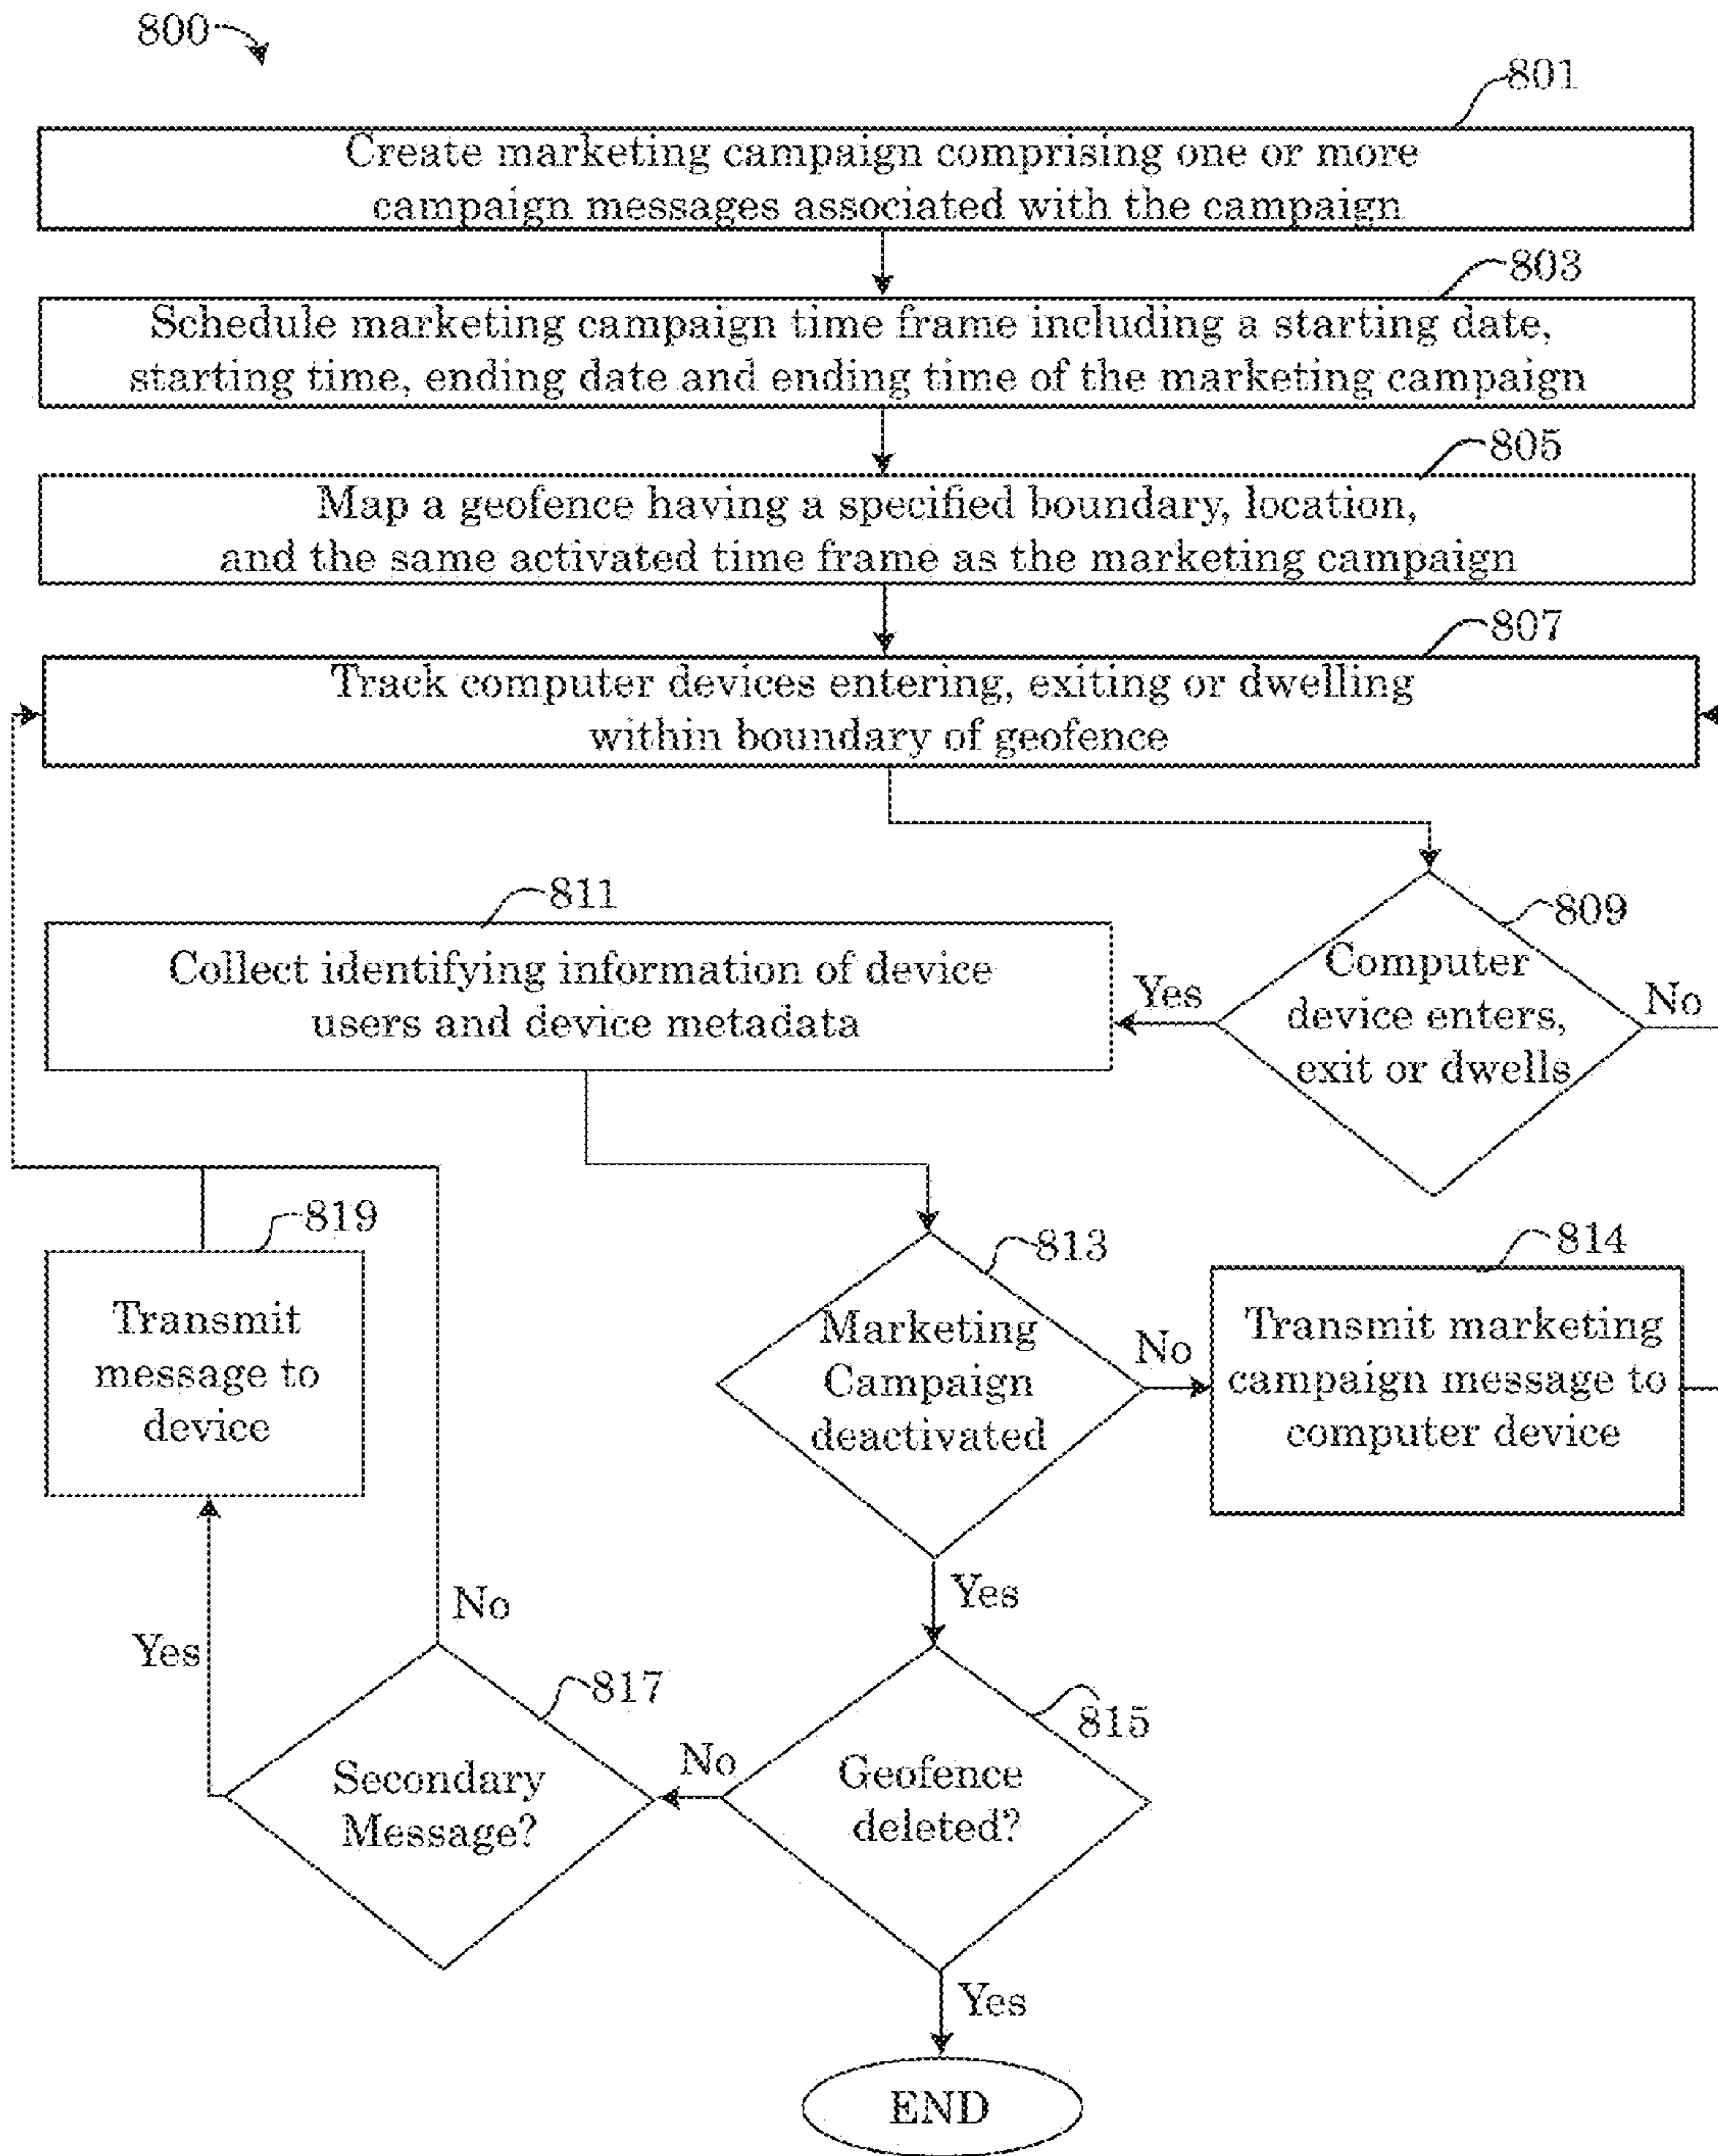 800
801
Create marketing campaign comprising one or more
campaign messages associated with the campaign
803
Schedule marketing campaign time frame including a starting date,
starting time, ending date and ending time of the marketing campaign
805
Map a geofence having a specified boundary, location,
and the same activated time frame as the marketing campaign
807
Track computer devices entering, exiting or dwelling
within boundary of geofence
809
Computer
device enters,
exit or dwells
Yes
No
811
Collect identifying information of device
users and device metadata
813
Marketing
Campaign
deactivated
No
Yes
814
Transmit marketing
campaign message to
computer device
815
Geofence
deleted?
No
Yes
817
Secondary
Message?
No
Yes
819
Transmit
message to
device
END